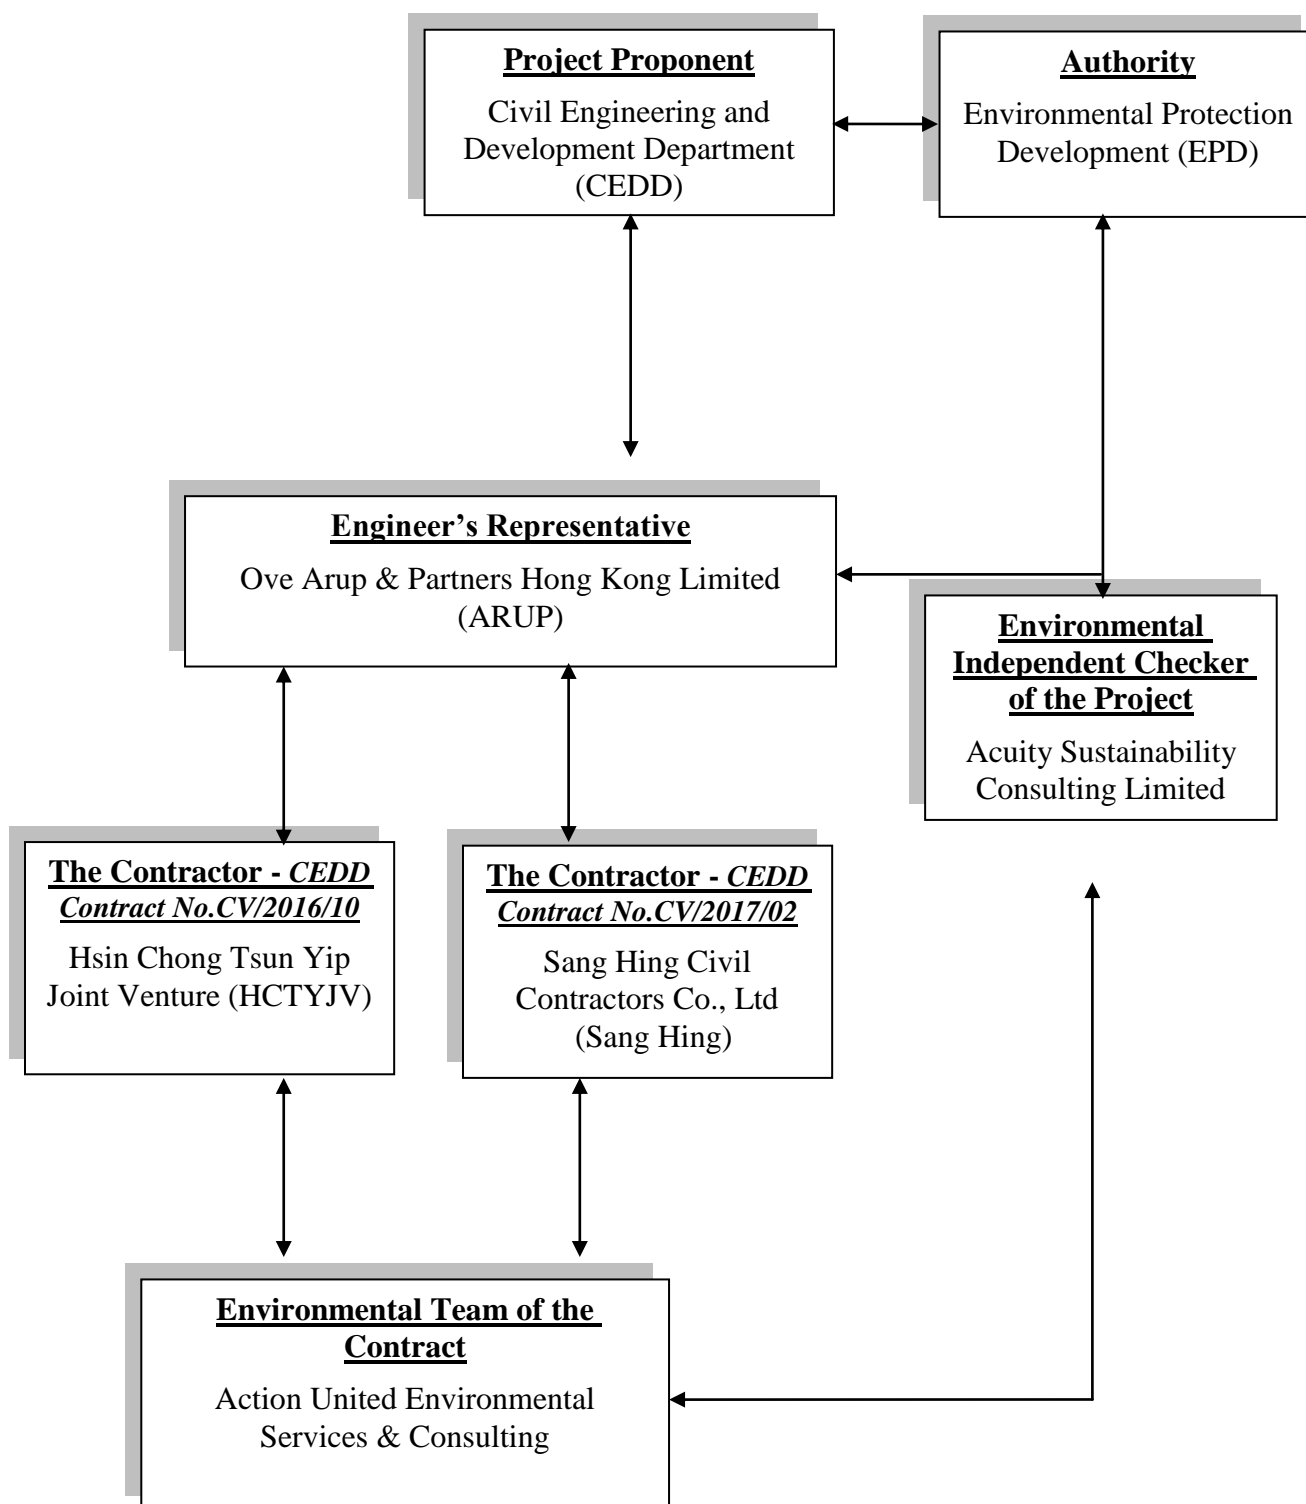 Project Proponent
Civil Engineering and
Development Department
(CEDD)
Authority
Environmental Protection
Development (EPD)
Engineer’s Representative
Ove Arup & Partners Hong Kong Limited
(ARUP)
Environmental
Independent Checker
of the Project
Acuity Sustainability
Consulting Limited
The Contractor - CEDD
Contract No.CV/2016/10
Hsin Chong Tsun Yip
Joint Venture (HCTYJV)
The Contractor - CEDD
Contract No.CV/2017/02
Sang Hing Civil
Contractors Co., Ltd
(Sang Hing)
Environmental Team of the
Contract
Action United Environmental
Services & Consulting